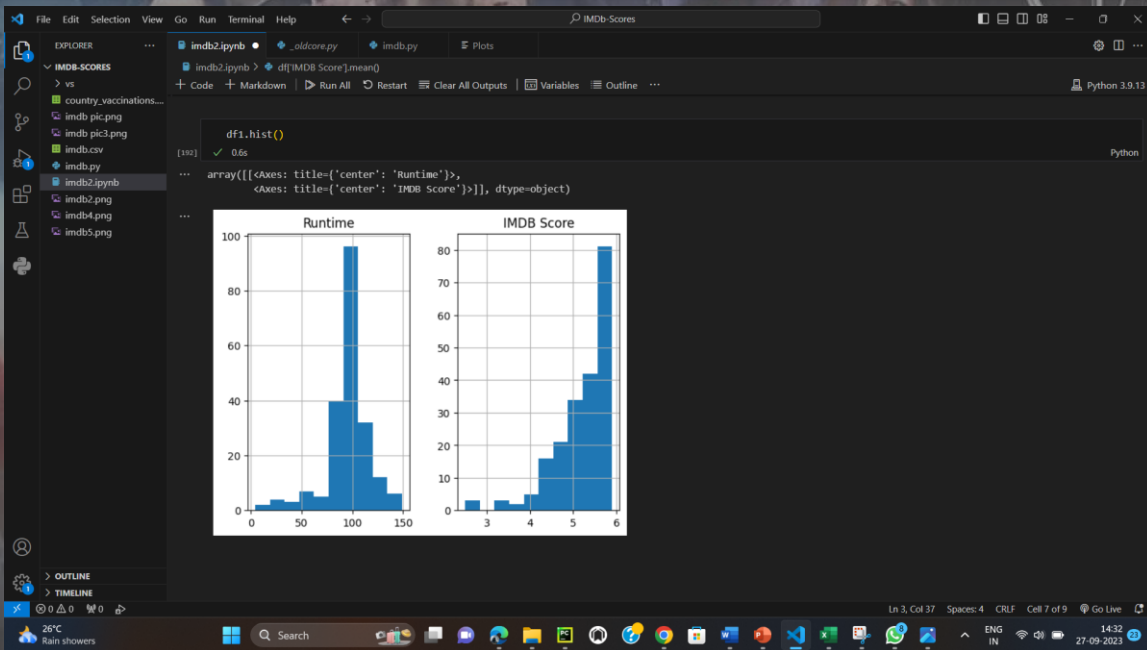 File Edit Selection View Go Run Terminal Help
IMDb-Scores
EXPLORER
imdb2.ipynb
_oldcore.py
imdb.py
Plots
IMDB-SCORES
vs
country_vaccinations....
imdb pic.png
imdb pic3.png
imdb.csv
imdb.py
imdb2.ipynb
imdb2.png
imdb4.png
imdb5.png
imdb2.ipynb > df['IMDB Score'].mean()
+ Code + Markdown Run All Restart Clear All Outputs Variables Outline ...
Python 3.9.13
df1.hist()
[192] 0.6s
Python
array([[<Axes: title={'center': 'Runtime'}>,
<Axes: title={'center': 'IMDB Score'}>]], dtype=object)
Runtime
100
80
60
40
20
0
0 50 100 150
IMDB Score
80
70
60
50
40
30
20
10
0
3 4 5 6
OUTLINE
TIMELINE
0 0 0
Ln 3, Col 37 Spaces: 4 CRLF Cell 7 of 9 Go Live
26°C
Rain showers
Search
8
ENG
IN
14:32
27-09-2023
23